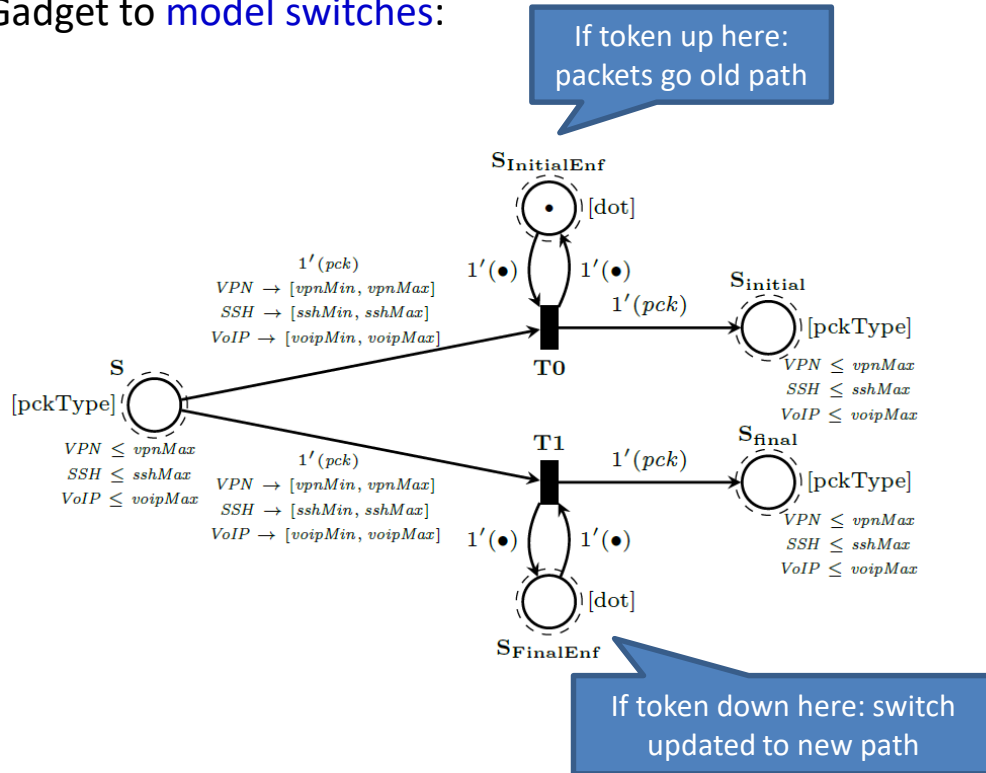 Gadget to model switches:
If token up here:
packets go old path
S_InitialEnf
[dot]
1′(pck)
VPN → [vpnMin, vpnMax]
SSH → [sshMin, sshMax]
VoIP → [voipMin, voipMax]
1′(•)
1′(•)
S_initial
1′(pck)
[pckType]
T0
VPN ≤ vpnMax
SSH ≤ sshMax
VoIP ≤ voipMax
S
[pckType]
VPN ≤ vpnMax
SSH ≤ sshMax
VoIP ≤ voipMax
1′(pck)
VPN → [vpnMin, vpnMax]
SSH → [sshMin, sshMax]
VoIP → [voipMin, voipMax]
T1
1′(pck)
S_final
[pckType]
VPN ≤ vpnMax
SSH ≤ sshMax
VoIP ≤ voipMax
1′(•)
1′(•)
[dot]
S_FinalEnf
If token down here: switch
updated to new path